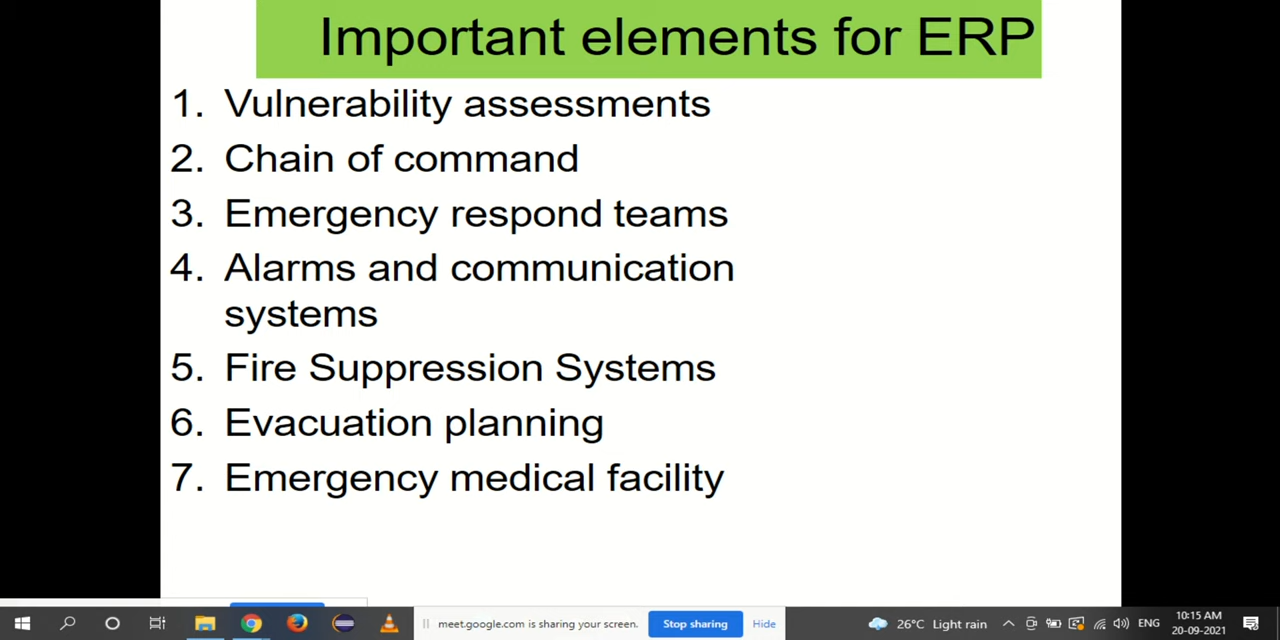 Important elements for ERP
1. Vulnerability assessments
2. Chain of command
3. Emergency respond teams
4. Alarms and communication
systems
5. Fire Suppression Systems
6. Evacuation planning
7. Emergency medical facility
meet.google.com is sharing your screen.
Stop sharing
Hide
26°C Light rain
ENG
10:15 AM
20-09-2021